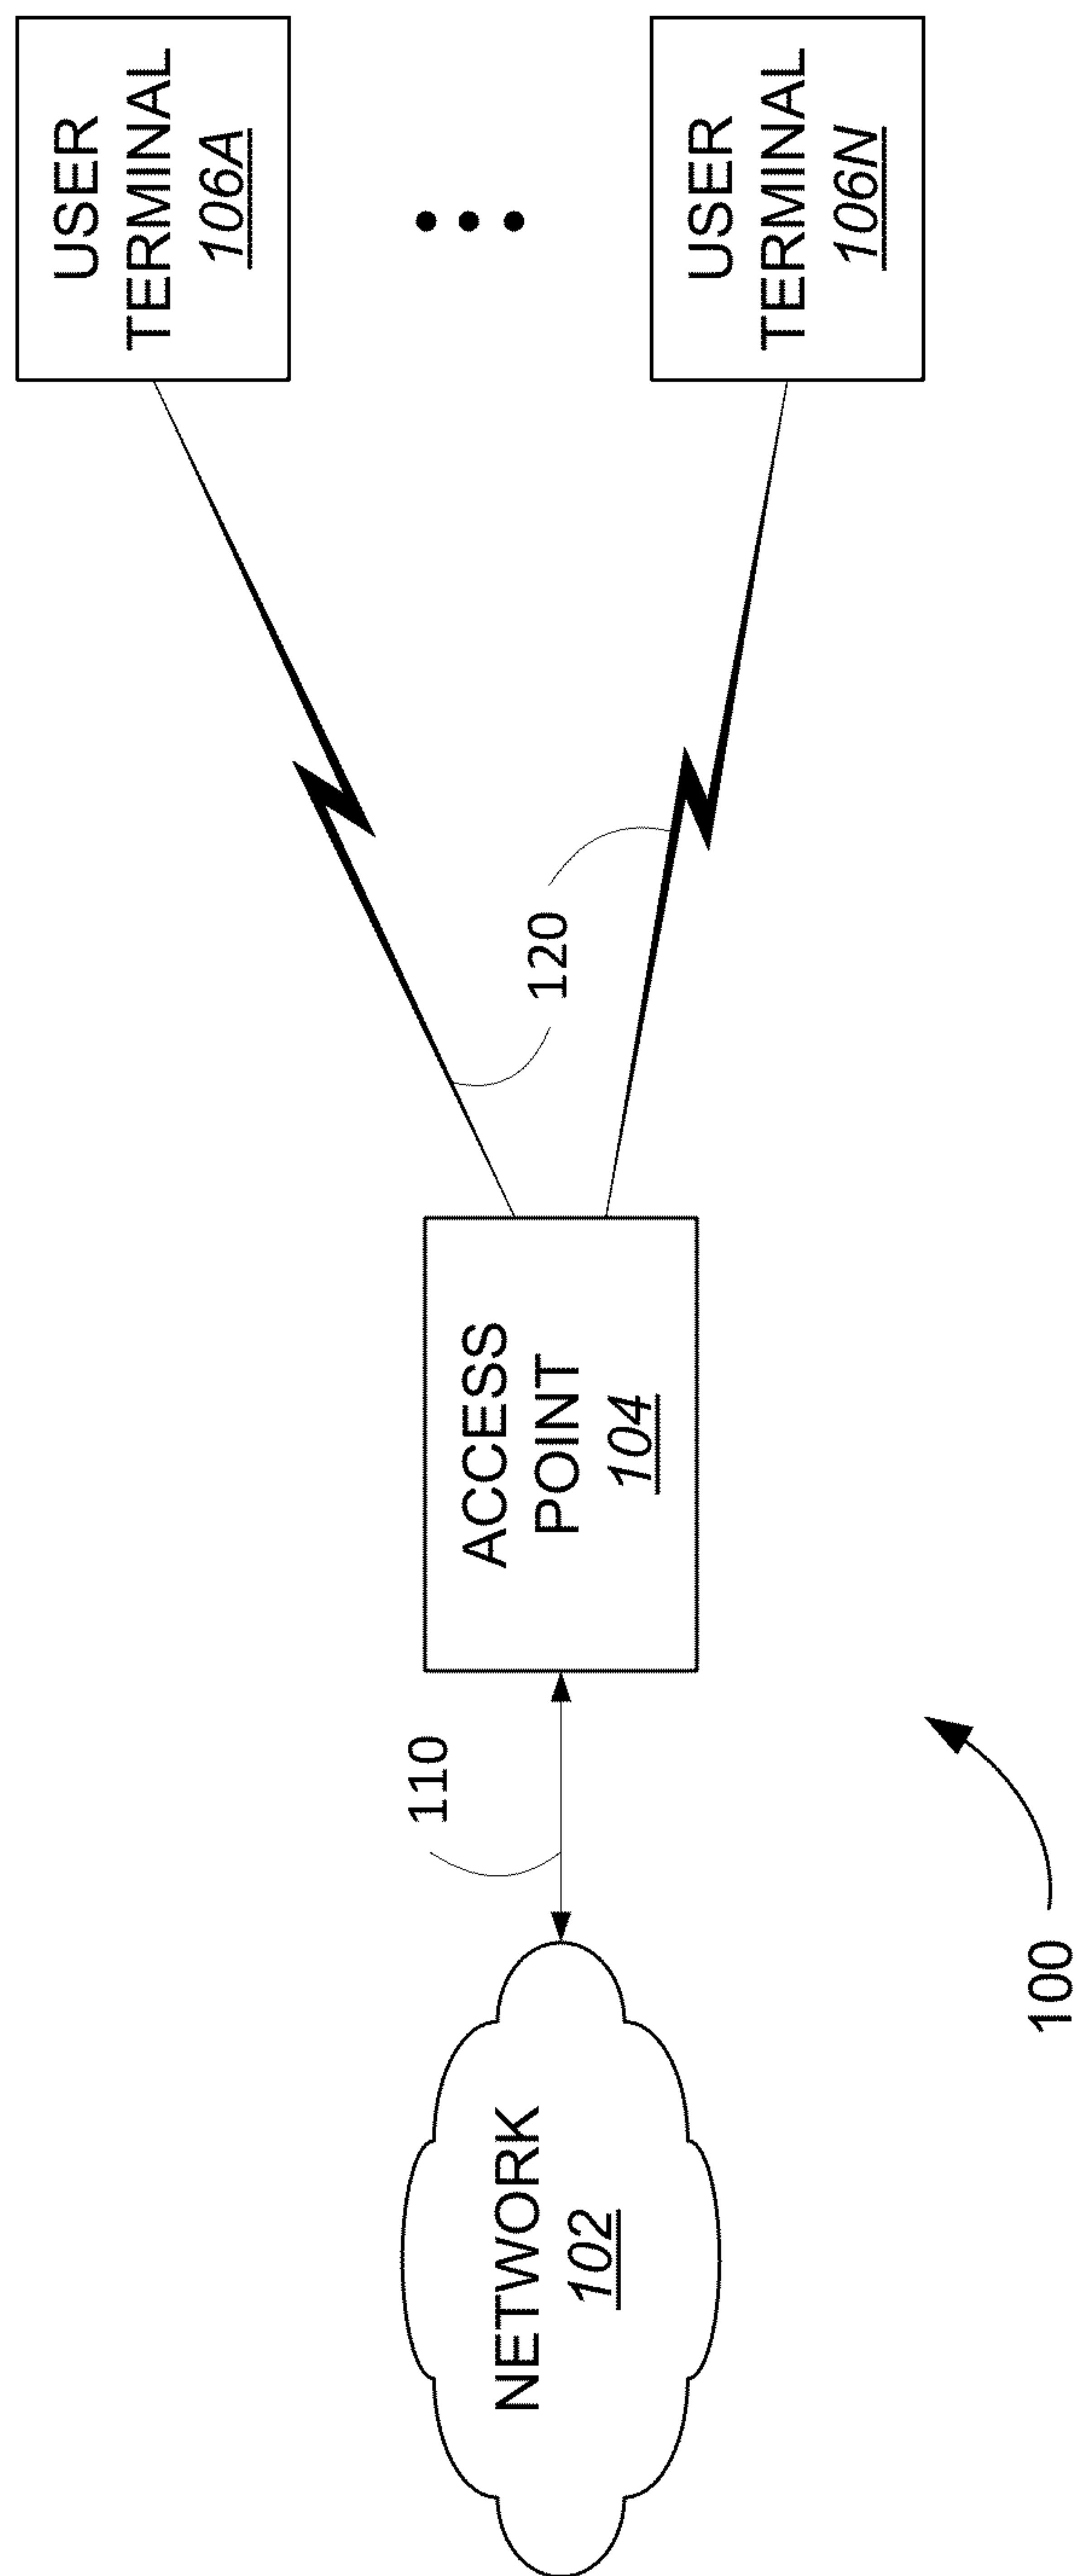 USER
TERMINAL
106A
USER
TERMINAL
106N
120
ACCESS
POINT
104
110
NETWORK
102
100